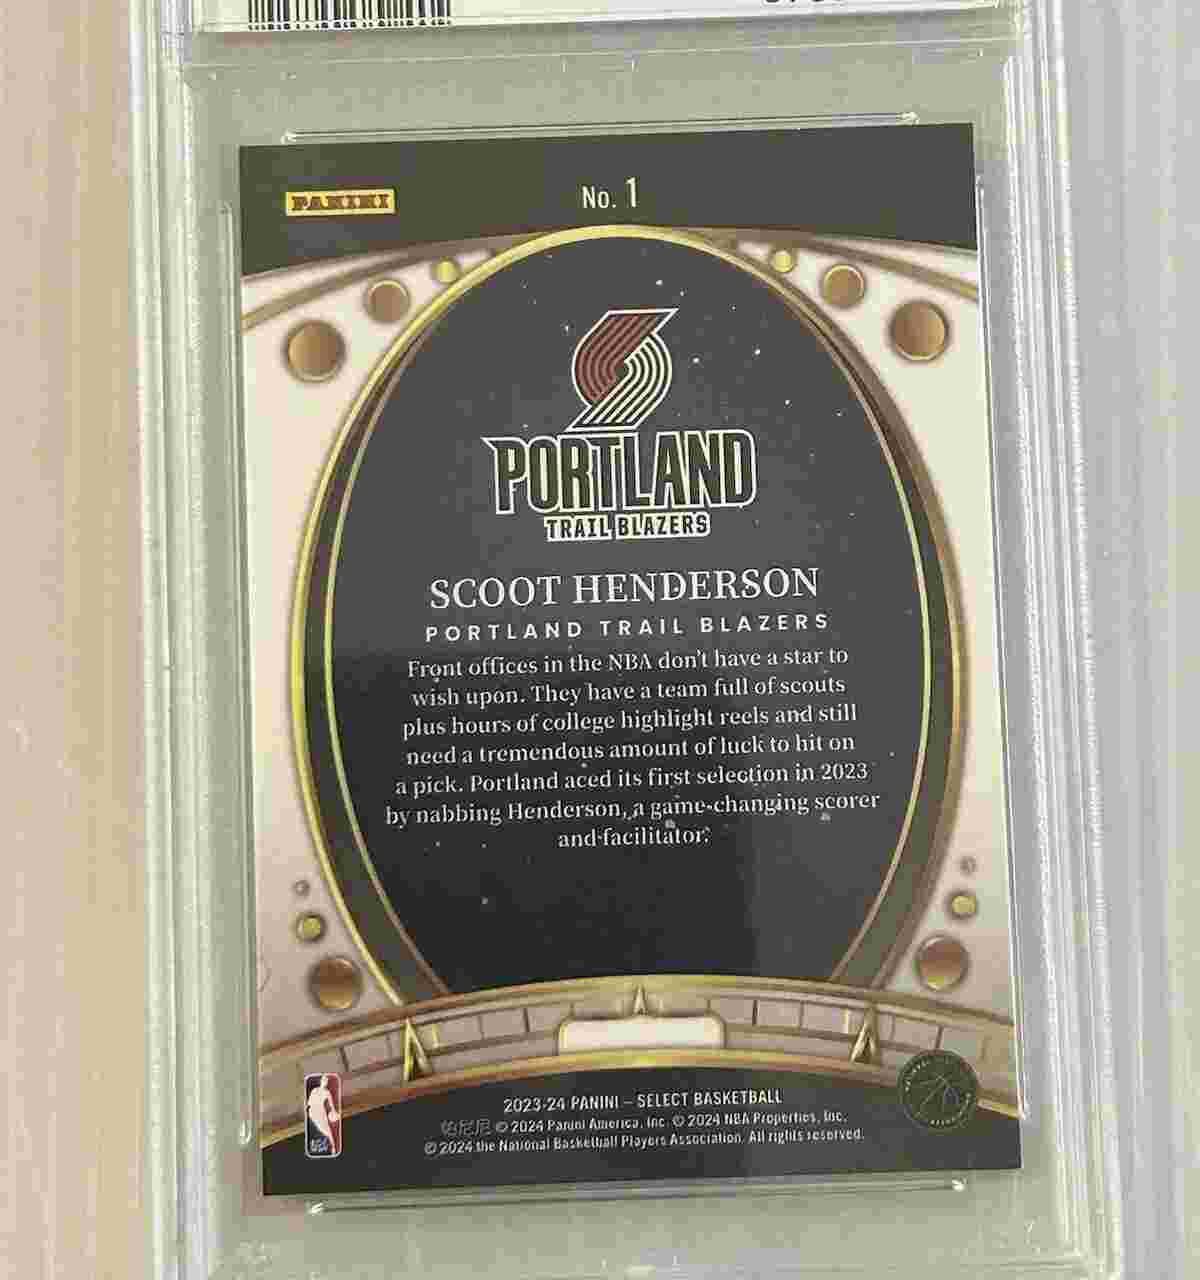 PANINI
No. 1
PORTLAND
TRAIL BLAZERS
SCOOT HENDERSON
PORTLAND TRAIL BLAZERS
Front offices in the NBA don't have a star to
wish upon. They have a team full of scouts
plus hours of college highlight reels and still
need a tremendous amount of luck to hit on
a pick. Portland aced its first selection in 2023
by nabbing Henderson, a game-changing scorer
and facilitator.
2023-24 PANINI – SELECT BASKETBALL
帕尼尼 © 2024 Panini America, Inc. © 2024 NBA Properties, Inc.
© 2024 the National Basketball Players Association. All rights reserved.
NBA